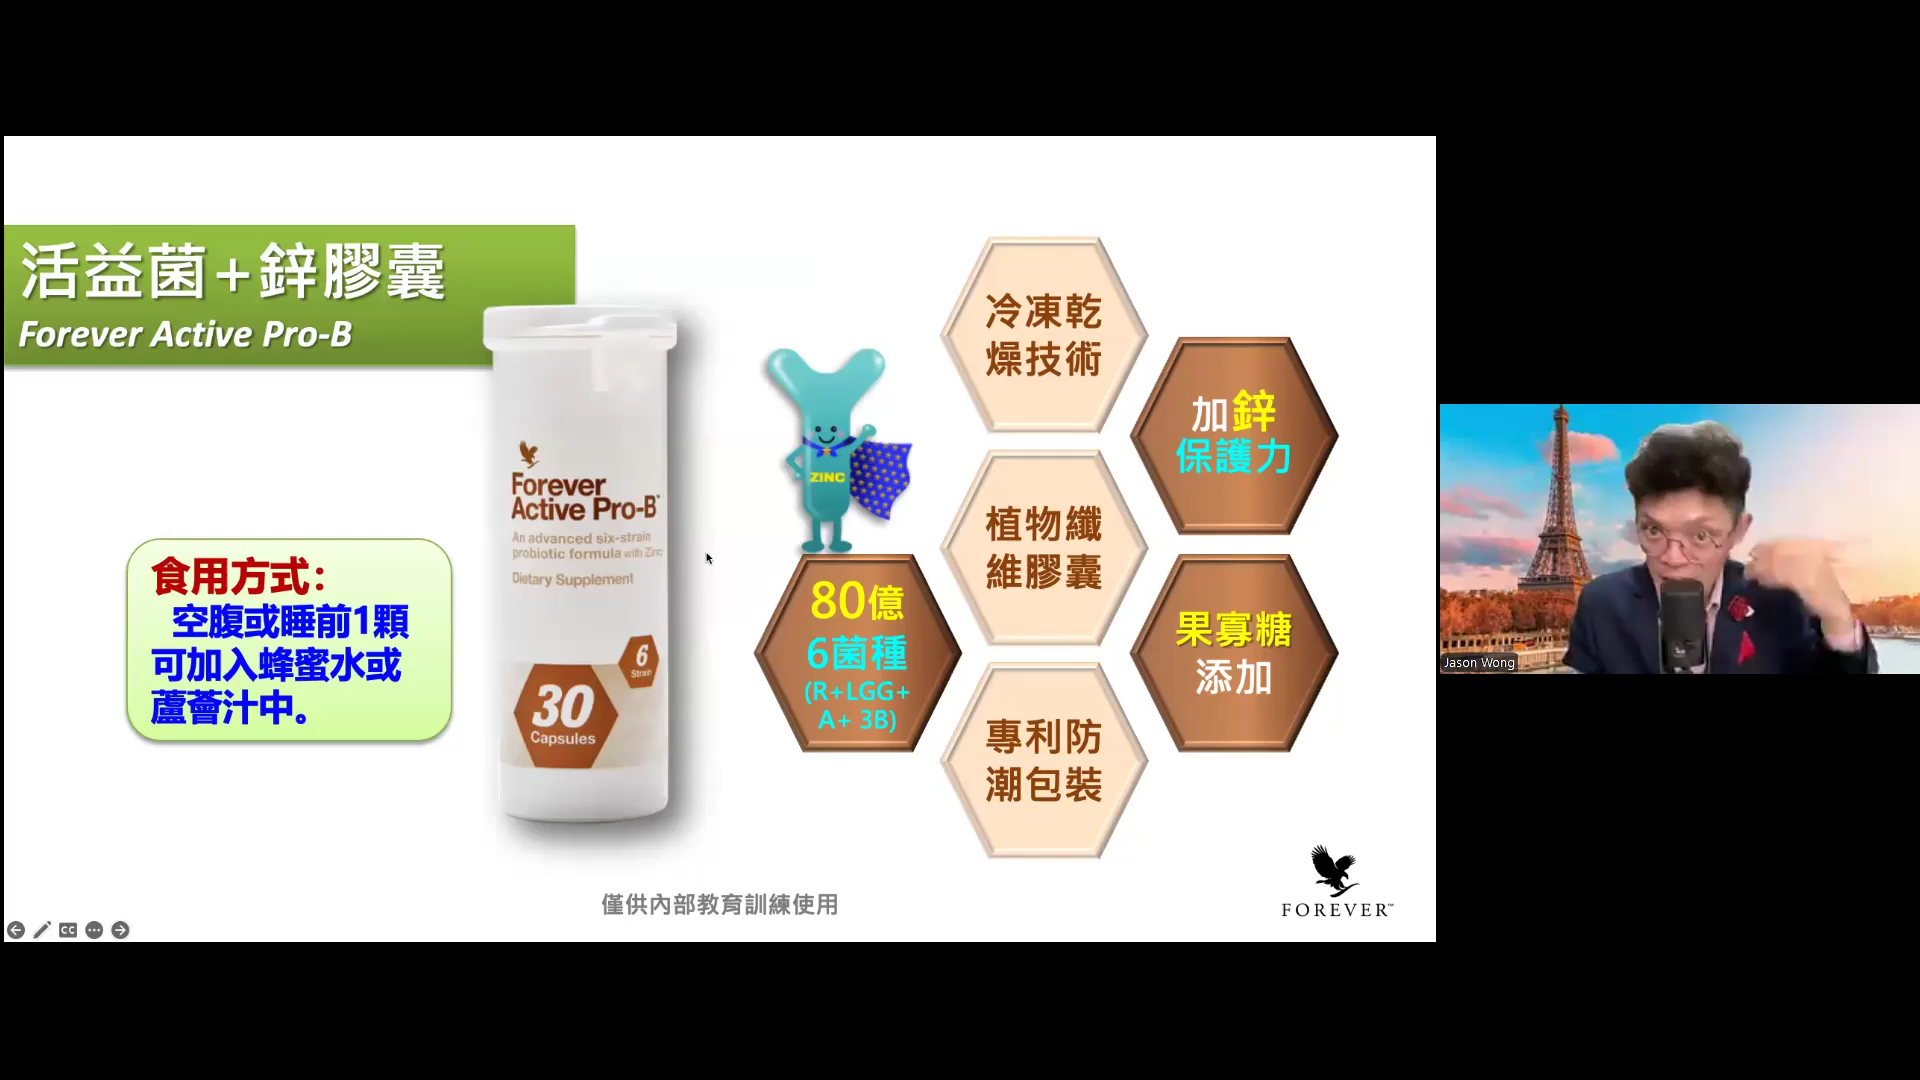 活益菌+鋅膠囊
Forever Active Pro-B
Forever
Active Pro-B
An advanced six-strain
probiotic formula with Zinc
Dietary Supplement
6
Strain
30
Capsules
食用方式：
空腹或睡前1顆
可加入蜂蜜水或
蘆薈汁中。
ZINC
冷凍乾
燥技術
加鋅
保護力
植物纖
維膠囊
80億
6菌種
(R+LGG+
A+ 3B)
果寡糖
添加
專利防
潮包裝
僅供內部教育訓練使用
FOREVER™
CC
Jason Wong